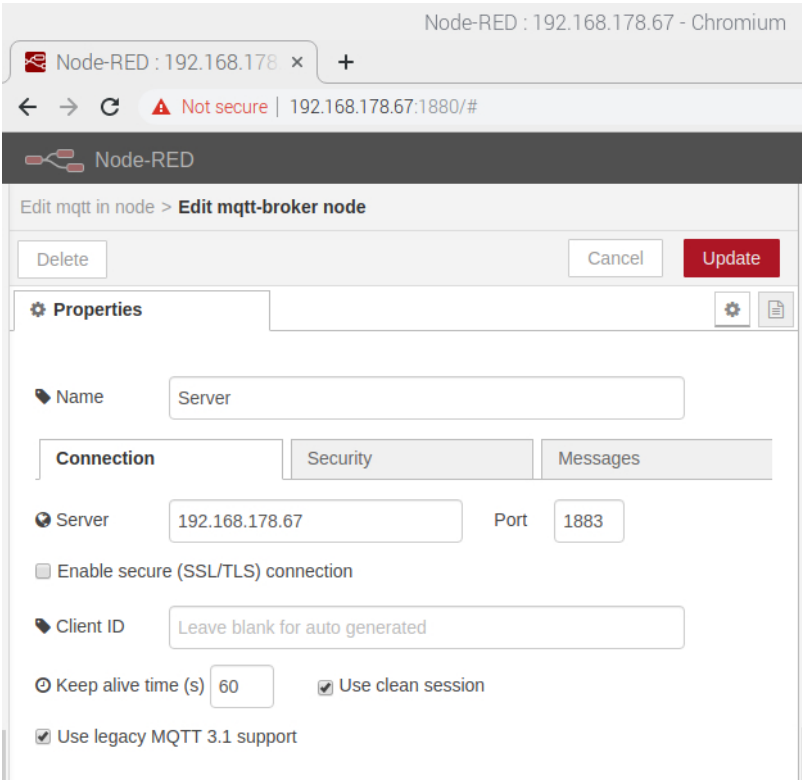 Node-RED : 192.168.178.67 - Chromium
Node-RED : 192.168.178
Not secure | 192.168.178.67:1880/#
Node-RED
Edit mqtt in node > Edit mqtt-broker node
Delete Cancel Update
Properties
Name Server
Connection Security Messages
Server 192.168.178.67 Port 1883
Enable secure (SSL/TLS) connection
Client ID Leave blank for auto generated
Keep alive time (s) 60 Use clean session
Use legacy MQTT 3.1 support